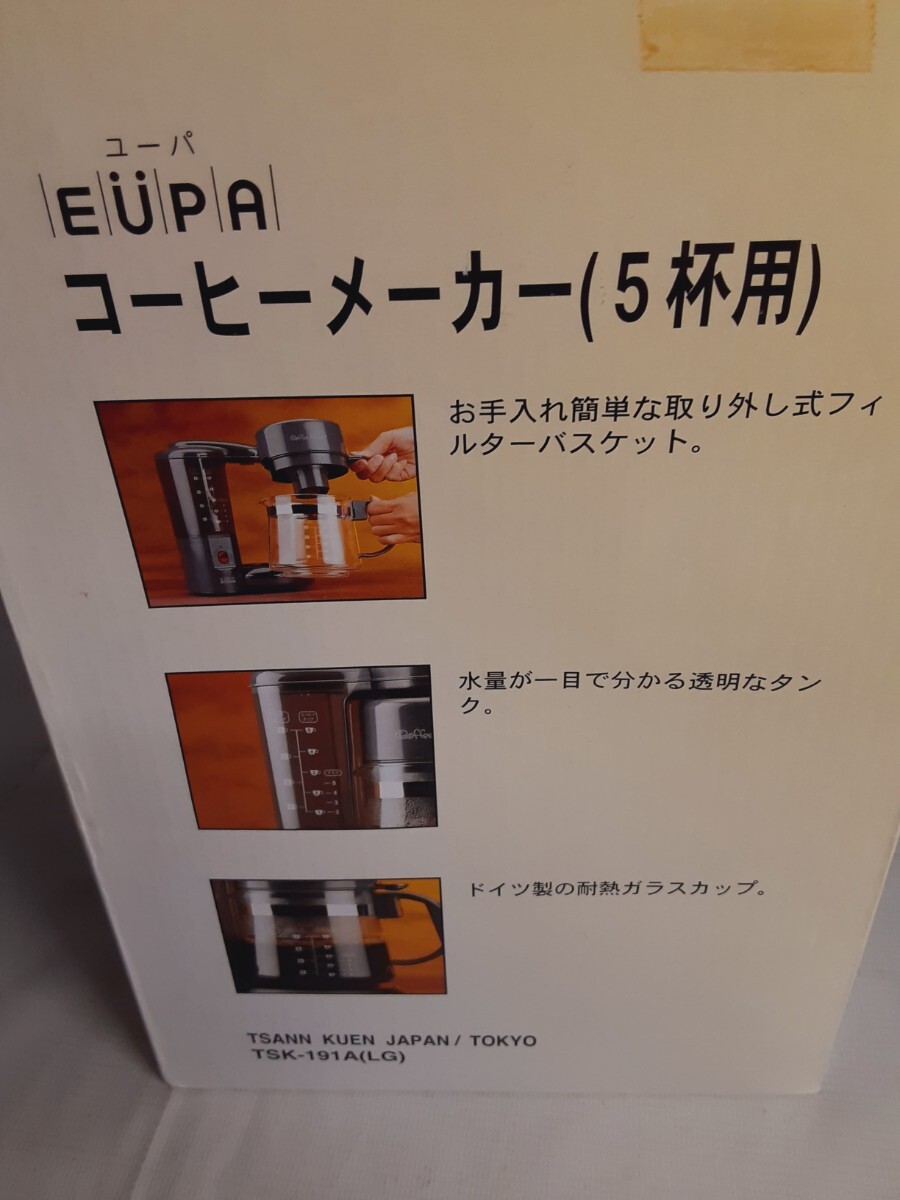 ユーパ
EÜPA
コーヒーメーカー(5杯用)
お手入れ簡単な取り外し式フィ
ルターバスケット。
水量が一目で分かる透明なタン
ク。
ドイツ製の耐熱ガラスカップ。
TSANN KUEN JAPAN / TOKYO
TSK-191A(LG)